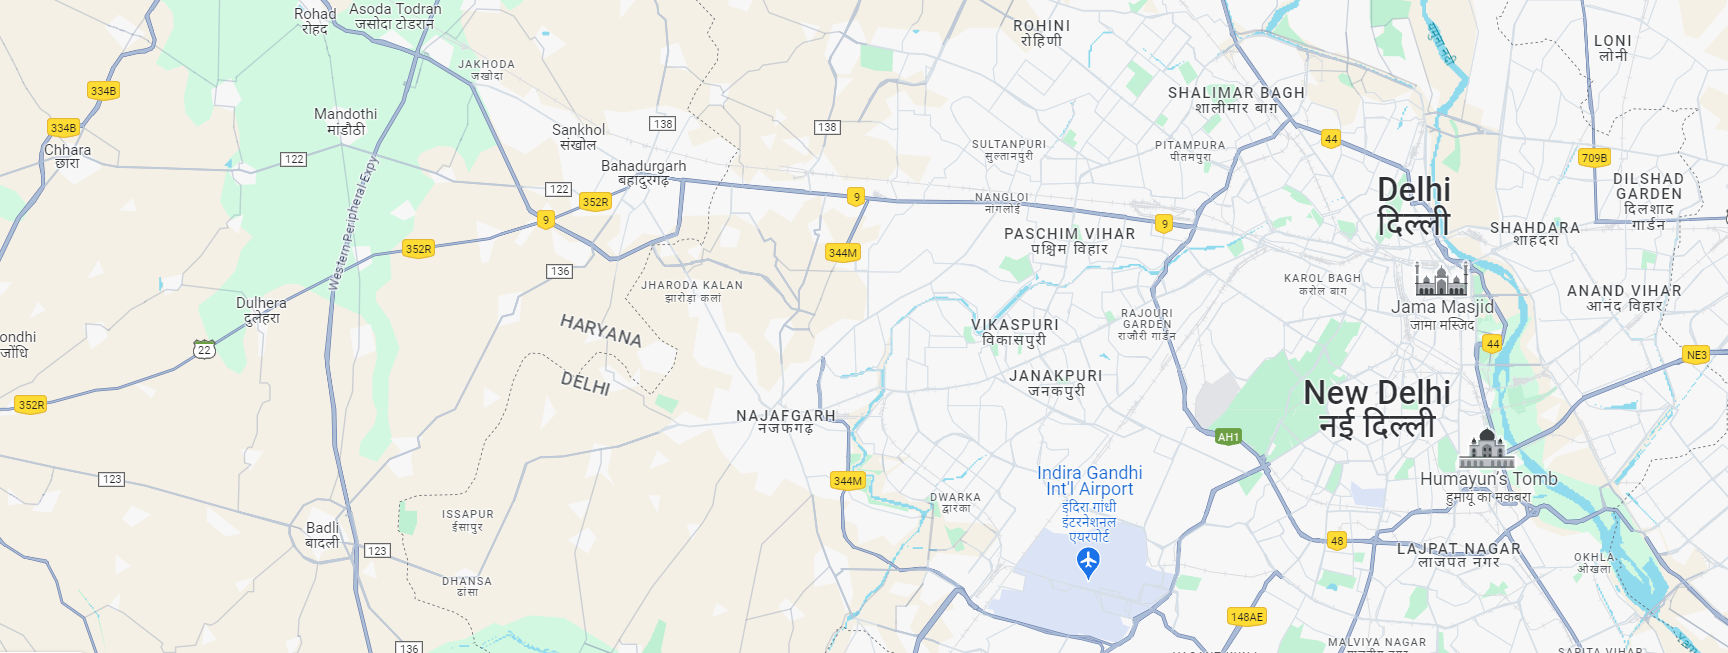 Rohad
रोहद
Asoda Todran
जसोदा टोडरान
ROHINI
रोहिणी
यमुना नदी
LONI
लोनी
JAKHODA
जखोदा
334B
SHALIMAR BAGH
शालीमार बाग़
Mandothi
मांडौठी
334B
Sankhol
संखोल
138
138
44
Chhara
छारा
122
SULTANPURI
सुल्तानपुरी
PITAMPURA
पीतमपुरा
709B
Bahadurgarh
बहादुरगढ़
Delhi
दिल्ली
DILSHAD
GARDEN
दिलशाद
गार्डन
122
352R
9
NANGLOI
नांगलोई
9
9
Western Peripheral Expy
352R
344M
PASCHIM VIHAR
पश्चिम विहार
SHAHDARA
शाहदरा
136
JHARODA KALAN
झारोड़ा कलां
KAROL BAGH
करोल बाग
Jama Masjid
जामा मस्जिद
ANAND VIHAR
आनंद विहार
Dulhera
दुलेहरा
HARYANA
DELHI
VIKASPURI
विकासपुरी
RAJOURI
GARDEN
राजौरी गार्डन
ondhi
जोंधि
22
44
NE3
JANAKPURI
जनकपुरी
New Delhi
नई दिल्ली
352R
NAJAFGARH
नजफगढ़
AH1
123
344M
Indira Gandhi
Int'l Airport
इंदिरा गांधी
इंटरनेशनल
एयरपोर्ट
Humayun's Tomb
हुमायूं का मकबरा
DWARKA
द्वारका
ISSAPUR
ईसापुर
Badli
बादली
123
48
LAJPAT NAGAR
लाजपत नगर
OKHLA
ओखला
DHANSA
ढांसा
148AE
136
MALVIYA NAGAR